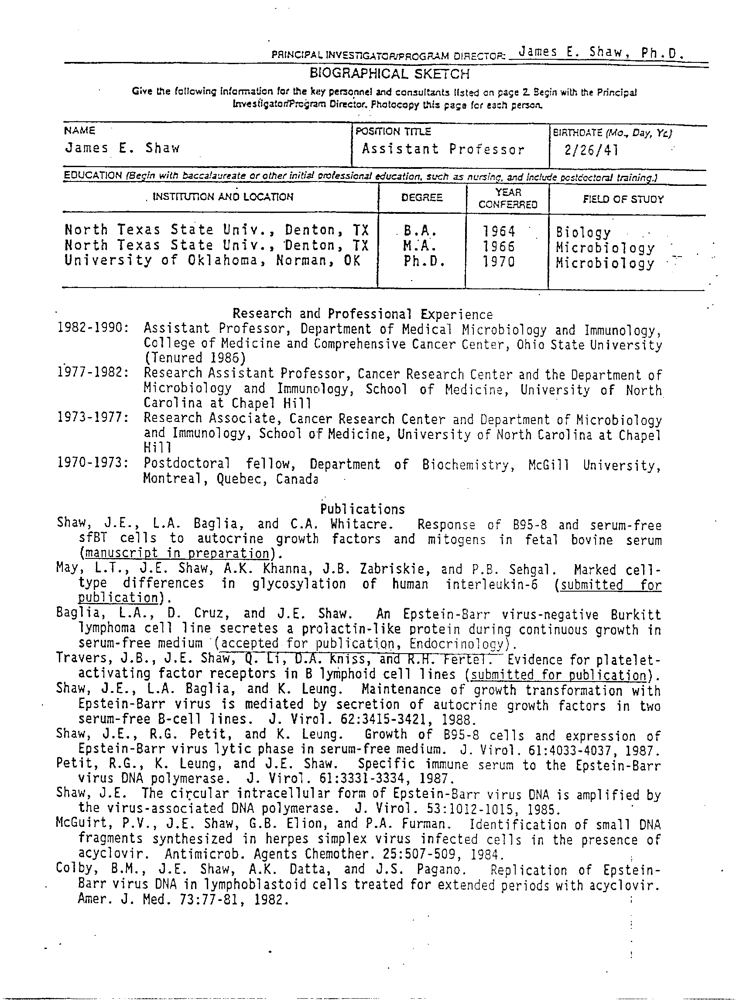 PRINCIPAL INVESTIGATOR/PROGRAM DIRECTOR: James E. Shaw, Ph.D.
BIOGRAPHICAL SKETCH
Give the following information for the key personnel and consultants listed on page 2. Begin with the Principal
Investigator/Program Director. Photocopy this page for each person.
NAME POSITION TITLE BIRTHDATE (Mo., Day, Yr.)
James E. Shaw Assistant Professor 2/26/41
EDUCATION (Begin with baccalaureate or other initial professional education, such as nursing, and include postdoctoral training.)
INSTITUTION AND LOCATION DEGREE YEAR CONFERRED FIELD OF STUDY
North Texas State Univ., Denton, TX B.A. 1964 Biology
North Texas State Univ., Denton, TX M.A. 1966 Microbiology
University of Oklahoma, Norman, OK Ph.D. 1970 Microbiology
Research and Professional Experience
1982-1990: Assistant Professor, Department of Medical Microbiology and Immunology,
College of Medicine and Comprehensive Cancer Center, Ohio State University
(Tenured 1986)
1977-1982: Research Assistant Professor, Cancer Research Center and the Department of
Microbiology and Immunology, School of Medicine, University of North
Carolina at Chapel Hill
1973-1977: Research Associate, Cancer Research Center and Department of Microbiology
and Immunology, School of Medicine, University of North Carolina at Chapel
Hill
1970-1973: Postdoctoral fellow, Department of Biochemistry, McGill University,
Montreal, Quebec, Canada
Publications
Shaw, J.E., L.A. Baglia, and C.A. Whitacre. Response of B95-8 and serum-free
sfBT cells to autocrine growth factors and mitogens in fetal bovine serum
(manuscript in preparation).
May, L.T., J.E. Shaw, A.K. Khanna, J.B. Zabriskie, and P.B. Sehgal. Marked cell-
type differences in glycosylation of human interleukin-6 (submitted for
publication).
Baglia, L.A., D. Cruz, and J.E. Shaw. An Epstein-Barr virus-negative Burkitt
lymphoma cell line secretes a prolactin-like protein during continuous growth in
serum-free medium (accepted for publication, Endocrinology).
Travers, J.B., J.E. Shaw, Q. Li, D.A. Kniss, and R.H. Fertel. Evidence for platelet-
activating factor receptors in B lymphoid cell lines (submitted for publication).
Shaw, J.E., L.A. Baglia, and K. Leung. Maintenance of growth transformation with
Epstein-Barr virus is mediated by secretion of autocrine growth factors in two
serum-free B-cell lines. J. Virol. 62:3415-3421, 1988.
Shaw, J.E., R.G. Petit, and K. Leung. Growth of B95-8 cells and expression of
Epstein-Barr virus lytic phase in serum-free medium. J. Virol. 61:4033-4037, 1987.
Petit, R.G., K. Leung, and J.E. Shaw. Specific immune serum to the Epstein-Barr
virus DNA polymerase. J. Virol. 61:3331-3334, 1987.
Shaw, J.E. The circular intracellular form of Epstein-Barr virus DNA is amplified by
the virus-associated DNA polymerase. J. Virol. 53:1012-1015, 1985.
McGuirt, P.V., J.E. Shaw, G.B. Elion, and P.A. Furman. Identification of small DNA
fragments synthesized in herpes simplex virus infected cells in the presence of
acyclovir. Antimicrob. Agents Chemother. 25:507-509, 1984.
Colby, B.M., J.E. Shaw, A.K. Datta, and J.S. Pagano. Replication of Epstein-
Barr virus DNA in lymphoblastoid cells treated for extended periods with acyclovir.
Amer. J. Med. 73:77-81, 1982.